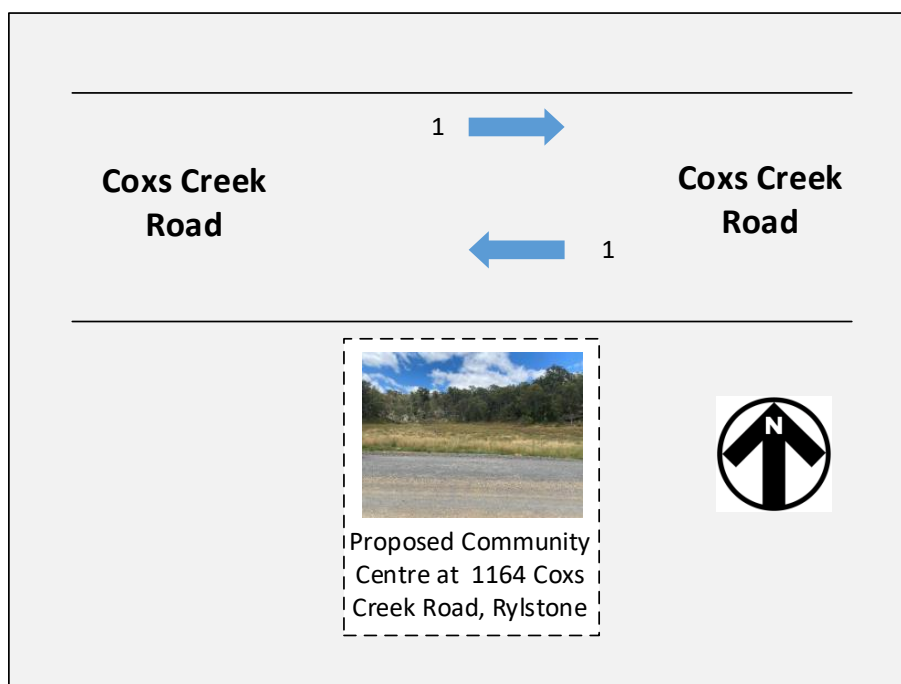 1
Coxs Creek
Road
Coxs Creek
Road
1
N
Proposed Community
Centre at 1164 Coxs
Creek Road, Rylstone